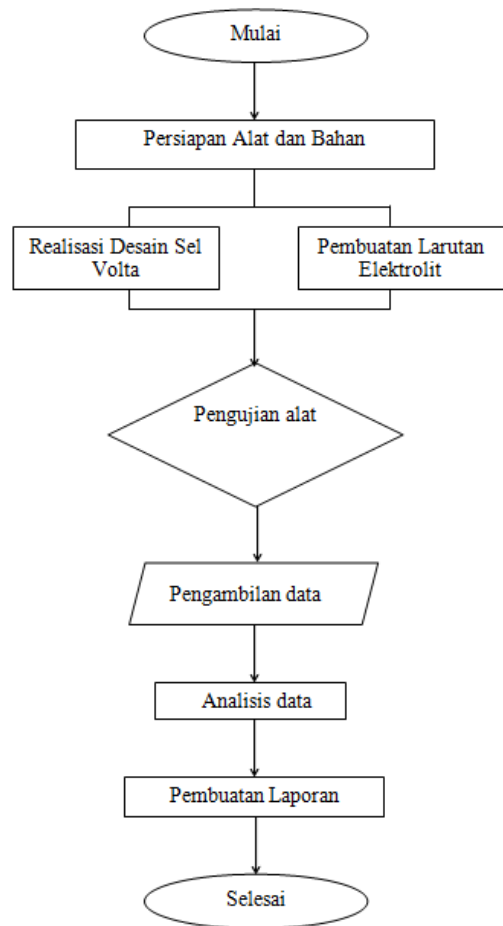 Mulai
Persiapan Alat dan Bahan
Realisasi Desain Sel
Volta
Pembuatan Larutan
Elektrolit
Pengujian alat
Pengambilan data
Analisis data
Pembuatan Laporan
Selesai